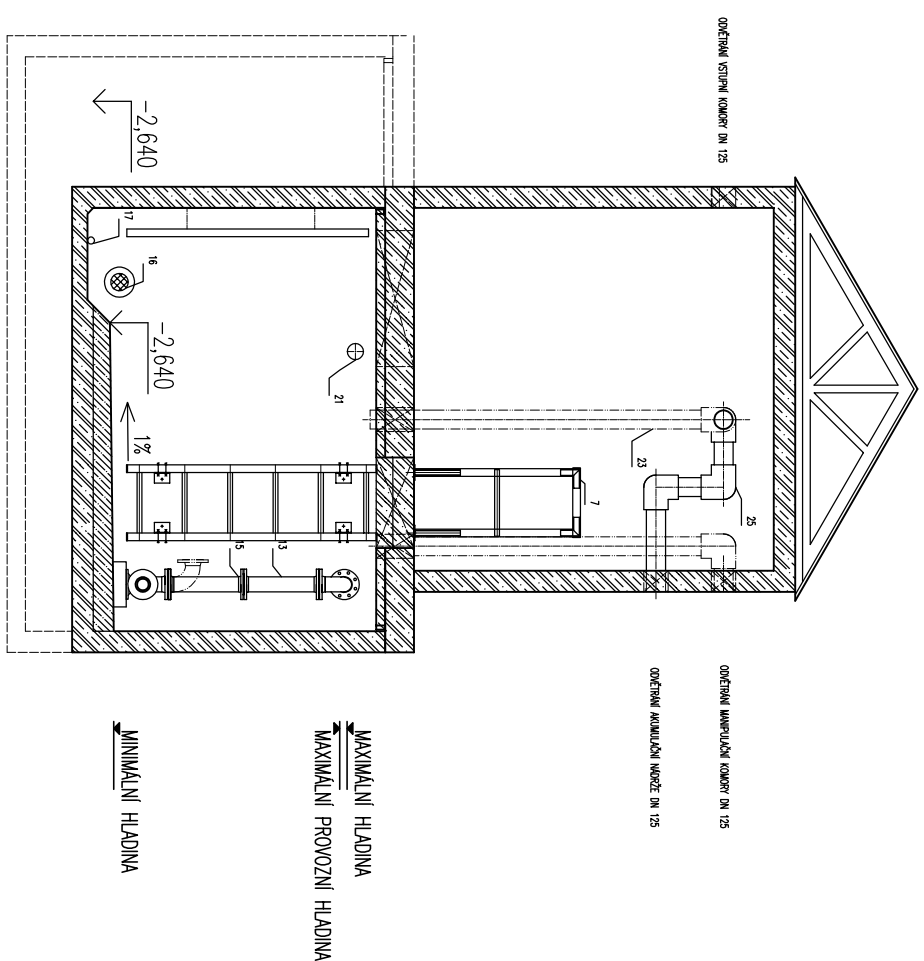 ODVĚTRÁNÍ VSTUPNÍ KOMORY DN 125
ODVĚTRÁNÍ MANIPULAČNÍ KOMORY DN 125
ODVĚTRÁNÍ AKUMULAČNÍ NÁDRŽE DN 125
25
23
7
MAXIMÁLNÍ HLADINA
MAXIMÁLNÍ PROVOZNÍ HLADINA
21
13
15
-2,640
-2,640
1%
16
17
MINIMÁLNÍ HLADINA